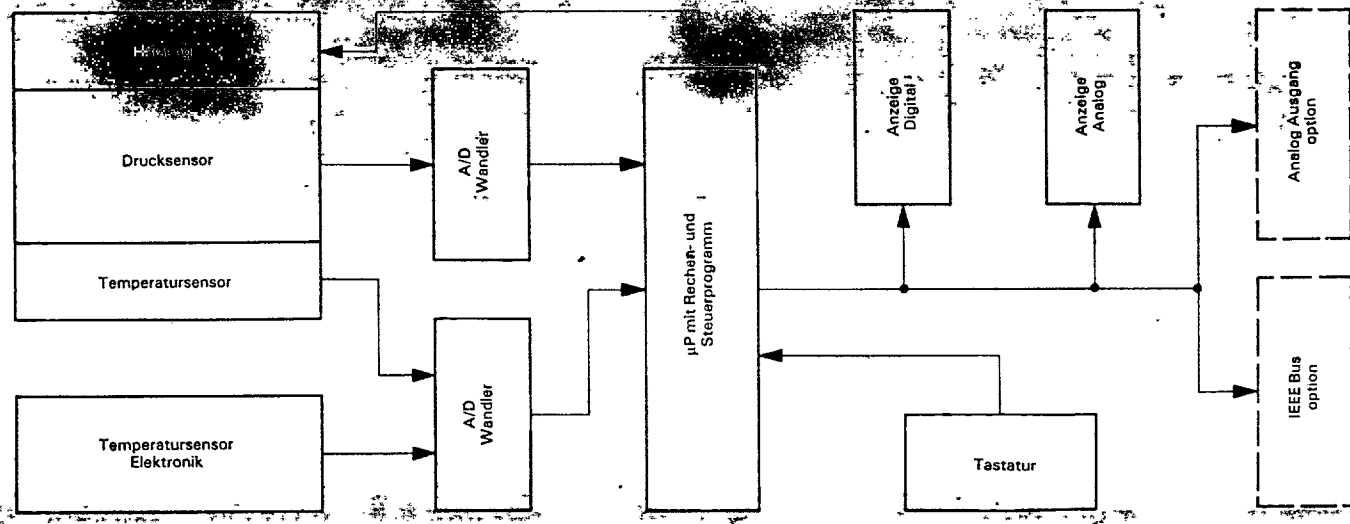 Drucksensor
Temperatursensor
Temperatursensor
Elektronik
A/D
Wandler
A/D
Wandler
µP mit Rechen- und
Steuerprogramm
Anzeige
Digital
Anzeige
Analog
Tastatur
Analog Ausgang
option
IEEE Bus
option